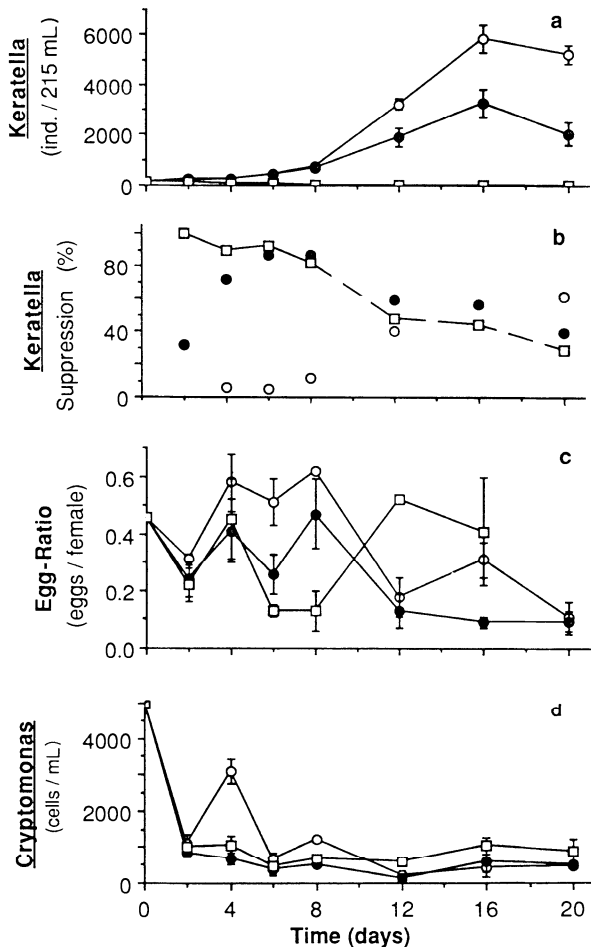 a
Keratella
(ind. / 215 mL)
6000
4000
2000
0
b
Keratella
Suppression (%)
80
40
0
c
Egg-Ratio
(eggs / female)
0.6
0.4
0.2
0.0
d
Cryptomonas
(cells / mL)
4000
2000
0
0
4
8
12
16
20
Time (days)